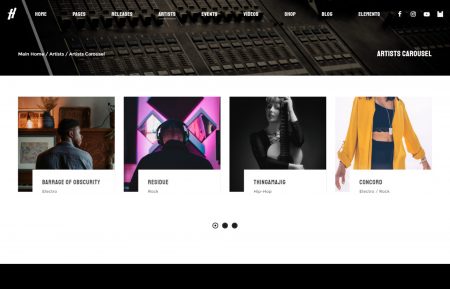 HOME PAGES RELEASES ARTISTS EVENTS VIDEOS SHOP BLOG ELEMENTS
Main Home / Artists / Artists Carousel
ARTISTS CAROUSEL
BARRAGE OF OBSCURITY
Electro
RESIDUE
Rock
THINGAMAJIG
Hip-Hop
CONCORD
Electro / Rock